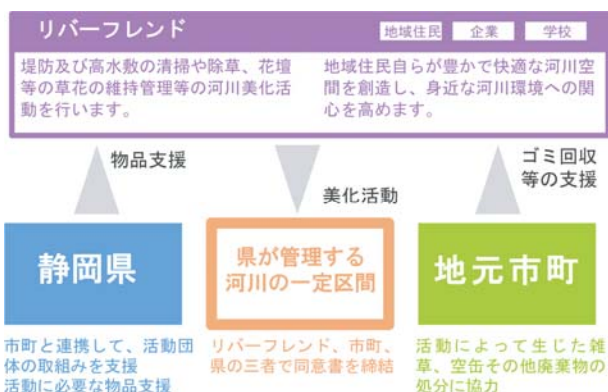 リバーフレンド
地域住民 企業 学校
堤防及び高水敷の清掃や除草、花壇
等の草花の維持管理等の河川美化活
動を行います。
地域住民自らが豊かで快適な河川空
間を創造し、身近な河川環境への関
心を高めます。
物品支援
美化活動
ゴミ回収
等の支援
静岡県
県が管理する
河川の一定区間
地元市町
市町と連携して、活動団
体の取組みを支援
活動に必要な物品支援
リバーフレンド、市町、
県の三者で同意書を締結
活動によって生じた雑
草、空缶その他廃棄物の
処分に協力